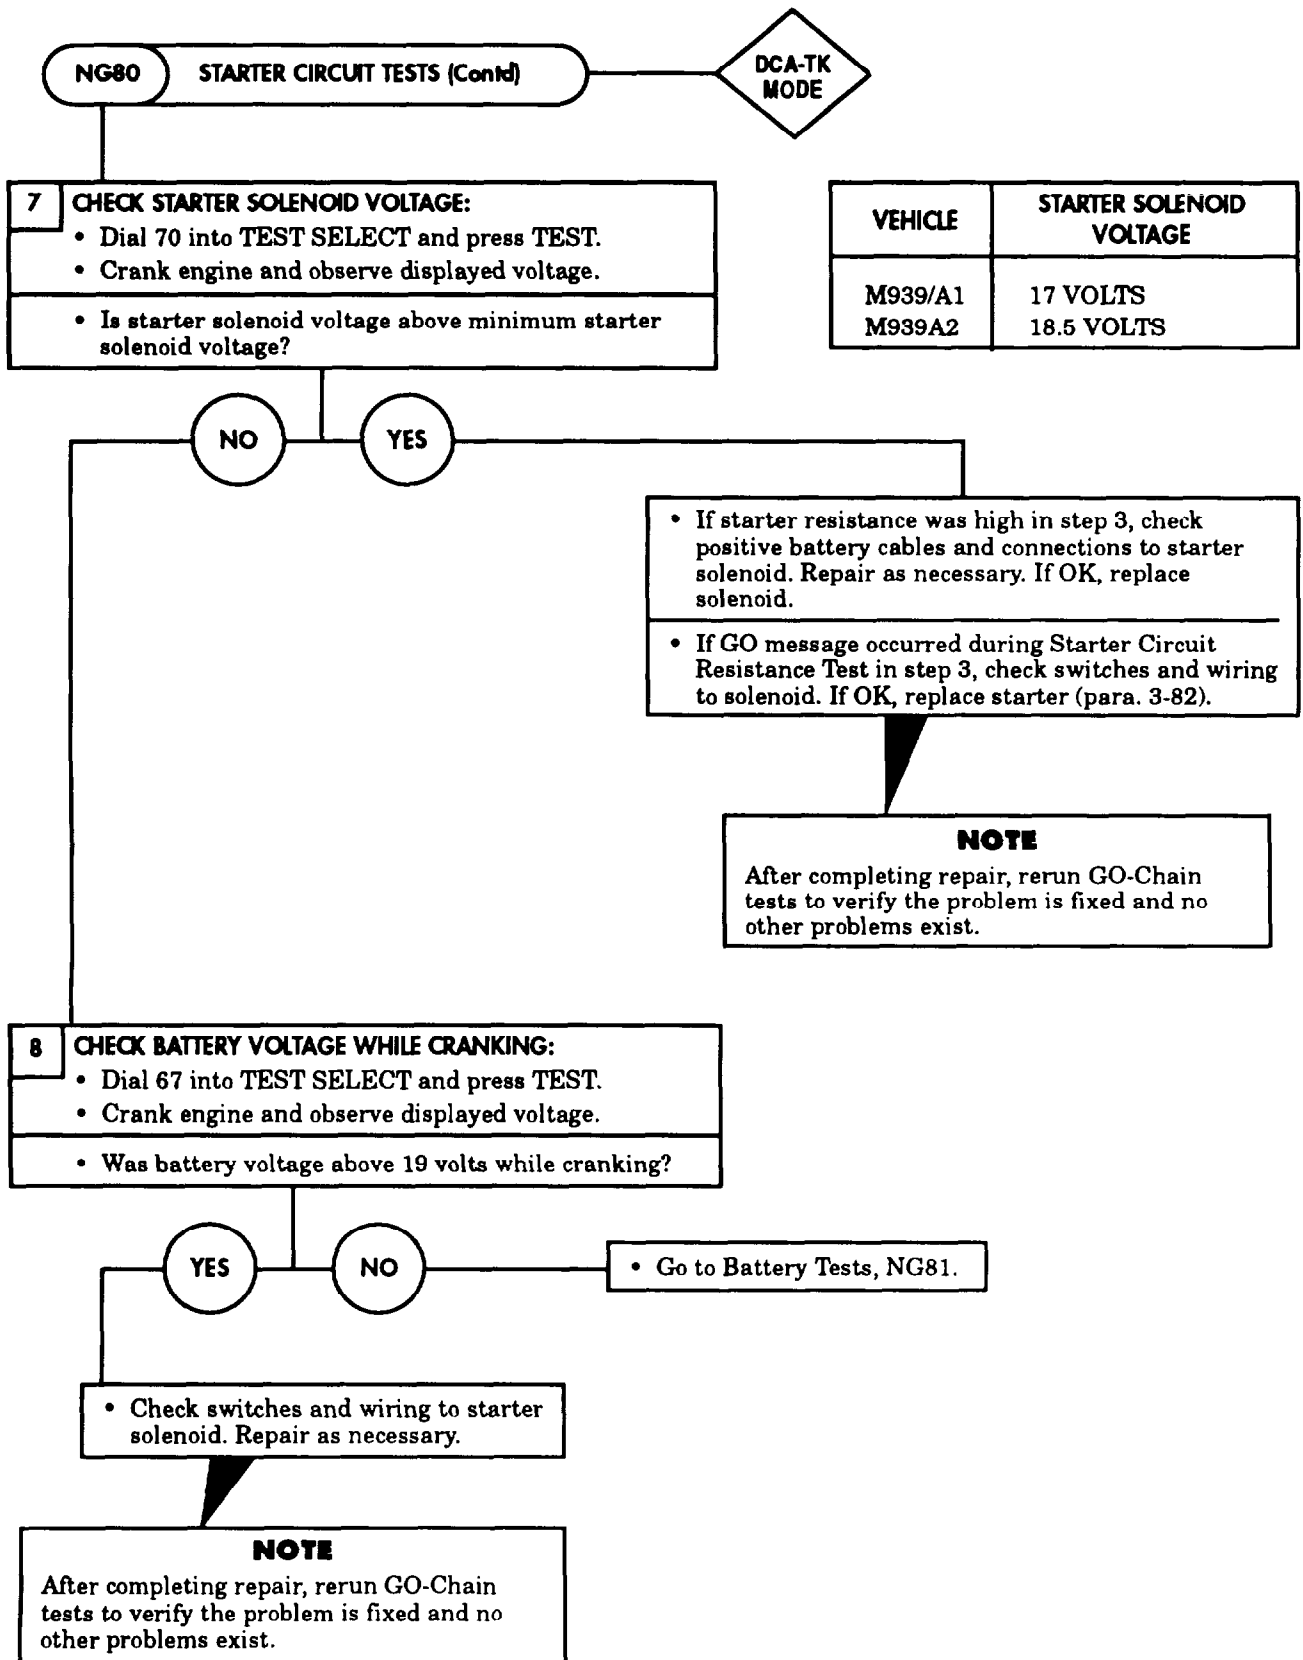 NG80 STARTER CIRCUIT TESTS (Contd)
DCA-TK
MODE
7 CHECK STARTER SOLENOID VOLTAGE:
• Dial 70 into TEST SELECT and press TEST.
• Crank engine and observe displayed voltage.
• Is starter solenoid voltage above minimum starter
solenoid voltage?
VEHICLE STARTER SOLENOID
VOLTAGE
M939/A1 17 VOLTS
M939A2 18.5 VOLTS
NO YES
• If starter resistance was high in step 3, check
positive battery cables and connections to starter
solenoid. Repair as necessary. If OK, replace
solenoid.
• If GO message occurred during Starter Circuit
Resistance Test in step 3, check switches and wiring
to solenoid. If OK, replace starter (para. 3-82).
NOTE
After completing repair, rerun GO-Chain
tests to verify the problem is fixed and no
other problems exist.
8 CHECK BATTERY VOLTAGE WHILE CRANKING:
• Dial 67 into TEST SELECT and press TEST.
• Crank engine and observe displayed voltage.
• Was battery voltage above 19 volts while cranking?
YES NO
• Go to Battery Tests, NG81.
• Check switches and wiring to starter
solenoid. Repair as necessary.
NOTE
After completing repair, rerun GO-Chain
tests to verify the problem is fixed and no
other problems exist.